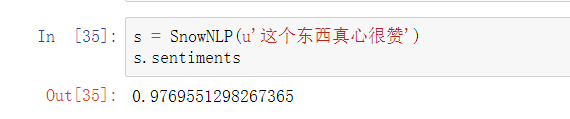 In [35]: s = SnowNLP(u'这个东西真心很赞')
s.sentiments
Out[35]: 0.9769551298267365